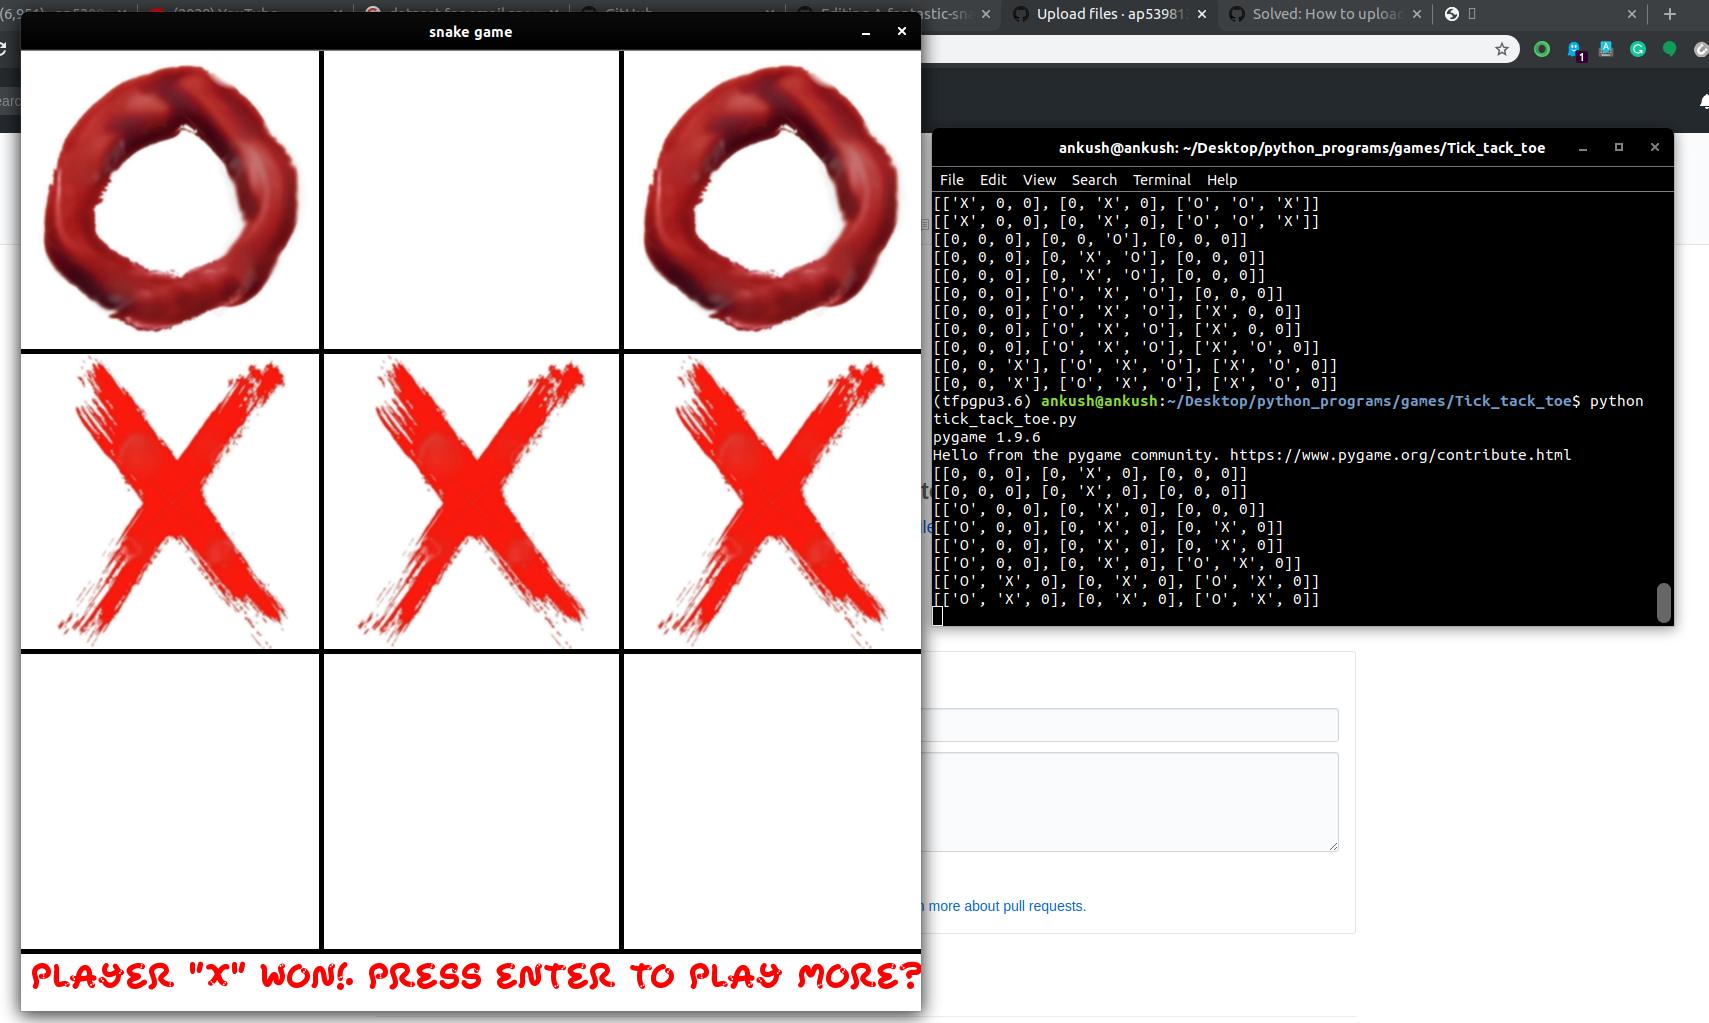 Upload files · ap53981
Solved: How to upload
snake game
1
ankush@ankush: ~/Desktop/python_programs/games/Tick_tack_toe
File Edit View Search Terminal Help
[['X', 0, 0], [0, 'X', 0], ['O', 'O', 'X']]
[['X', 0, 0], [0, 'X', 0], ['O', 'O', 'X']]
[[0, 0, 0], [0, 0, 'O'], [0, 0, 0]]
[[0, 0, 0], [0, 'X', 'O'], [0, 0, 0]]
[[0, 0, 0], [0, 'X', 'O'], [0, 0, 0]]
[[0, 0, 0], ['O', 'X', 'O'], [0, 0, 0]]
[[0, 0, 0], ['O', 'X', 'O'], ['X', 0, 0]]
[[0, 0, 0], ['O', 'X', 'O'], ['X', 0, 0]]
[[0, 0, 0], ['O', 'X', 'O'], ['X', 'O', 0]]
[[0, 0, 'X'], ['O', 'X', 'O'], ['X', 'O', 0]]
[[0, 0, 'X'], ['O', 'X', 'O'], ['X', 'O', 0]]
(tfpgpu3.6) ankush@ankush:~/Desktop/python_programs/games/Tick_tack_toe$ python
tick_tack_toe.py
pygame 1.9.6
Hello from the pygame community. https://www.pygame.org/contribute.html
[[0, 0, 0], [0, 'X', 0], [0, 0, 0]]
[[0, 0, 0], [0, 'X', 0], [0, 0, 0]]
[['O', 0, 0], [0, 'X', 0], [0, 0, 0]]
[['O', 0, 0], [0, 'X', 0], [0, 'X', 0]]
[['O', 0, 0], [0, 'X', 0], [0, 'X', 0]]
[['O', 0, 0], [0, 'X', 0], ['O', 'X', 0]]
[['O', 'X', 0], [0, 'X', 0], ['O', 'X', 0]]
[['O', 'X', 0], [0, 'X', 0], ['O', 'X', 0]]
O O
X X X
more about pull requests.
PLAYER "X" WON!. PRESS ENTER TO PLAY MORE?